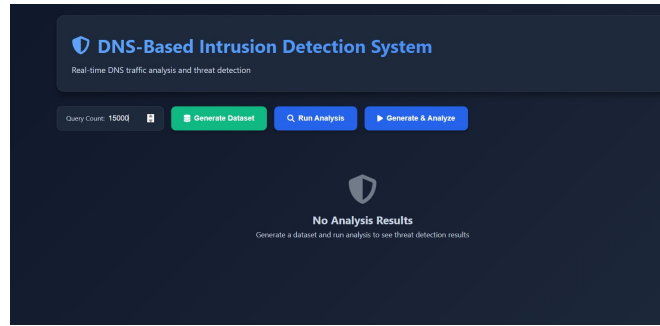 DNS-Based Intrusion Detection System
Real-time DNS traffic analysis and threat detection
Query Count: 15000 Generate Dataset Run Analysis Generate & Analyze
No Analysis Results
Generate a dataset and run analysis to see threat detection results